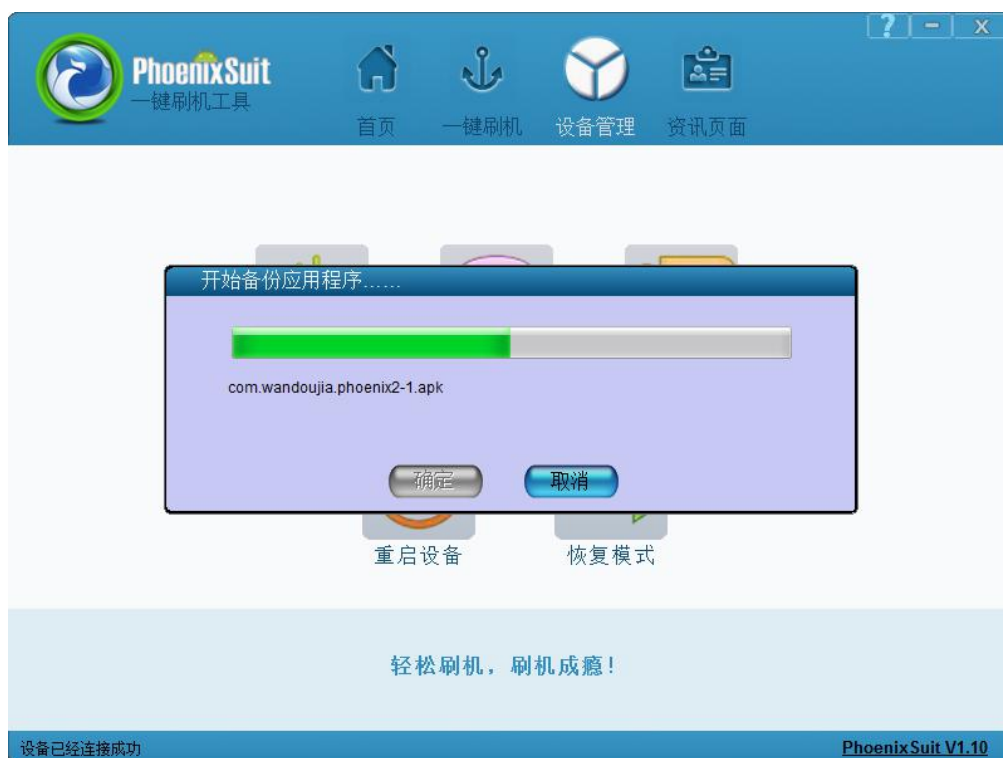 ? - x
PhoenixSuit
一键刷机工具
首页 一键刷机 设备管理 资讯页面
开始备份应用程序......
com.wandoujia.phoenix2-1.apk
确定 取消
重启设备 恢复模式
轻松刷机，刷机成瘾！
设备已经连接成功 PhoenixSuit V1.10